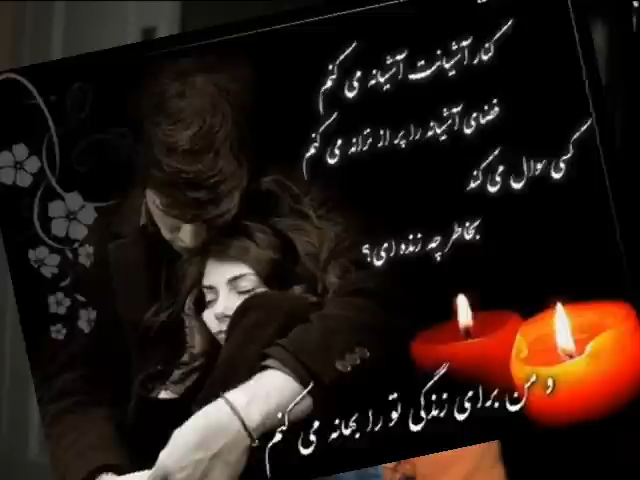 کنار آشیانت آشیانه می کنم
فضای آشیانه را پر از ترانه می کنم
کسی سوال می کند
بخاطر چه زنده ای؟
و من برای زندگی تو را بهانه می کنم